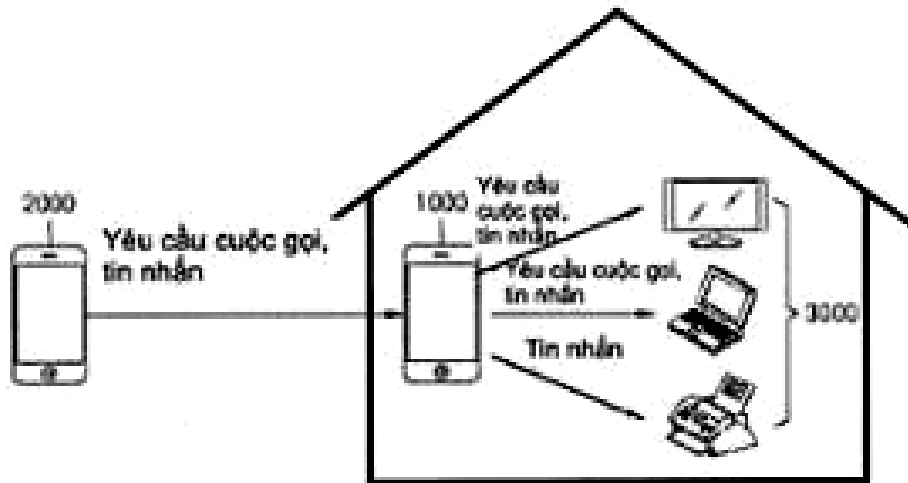 2000
Yêu cầu cuộc gọi,
tin nhắn
1000
Yêu cầu
cuộc gọi,
tin nhắn
Yêu cầu cuộc gọi,
tin nhắn
Tin nhắn
3000